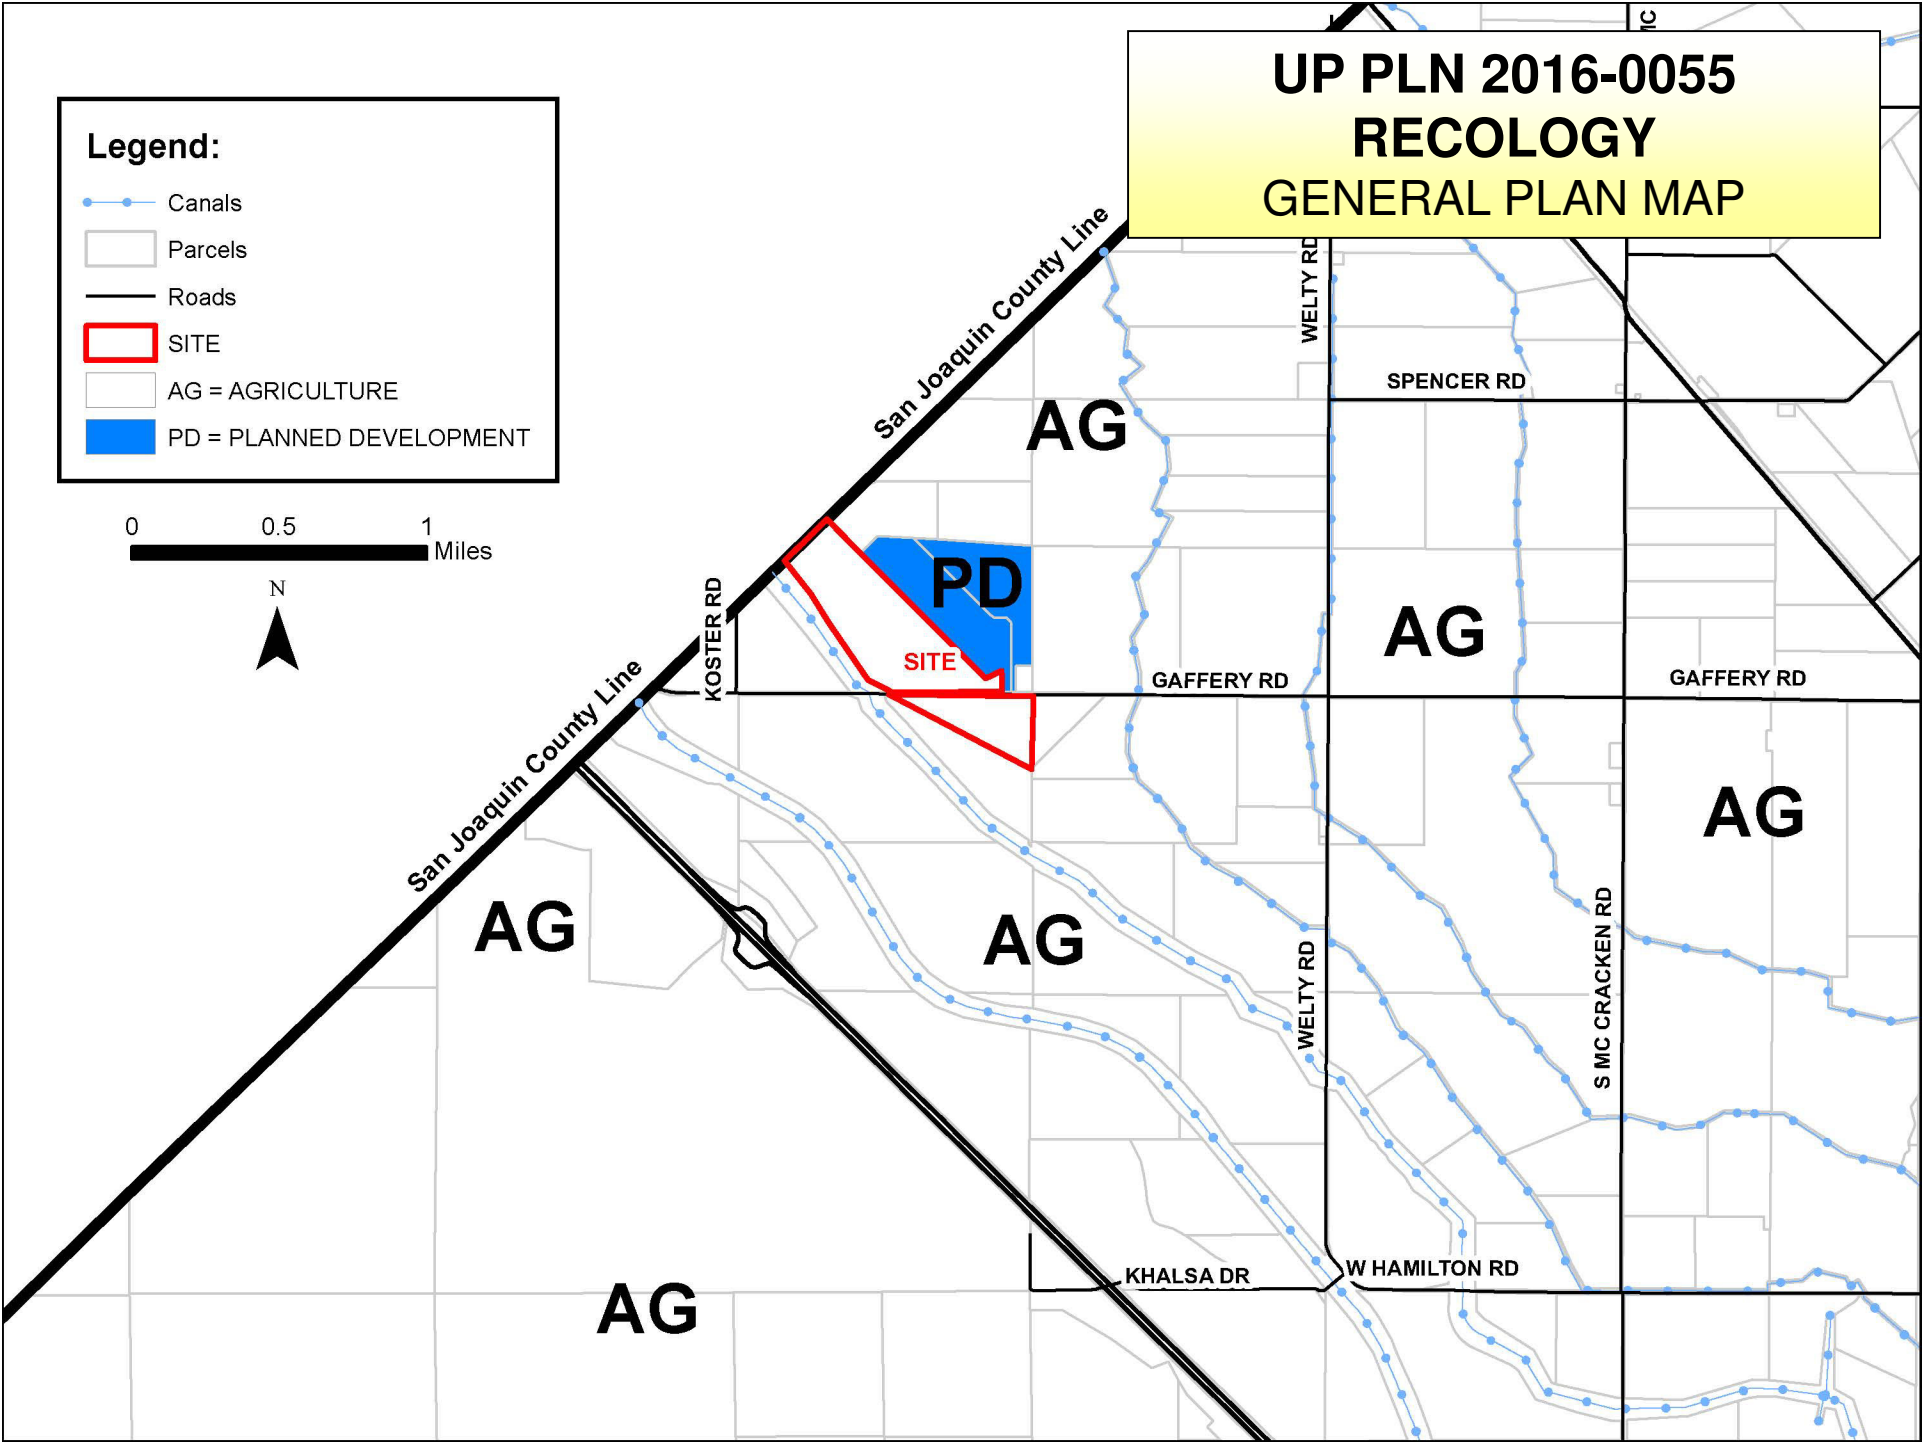 UP PLN 2016-0055
RECOLOGY
GENERAL PLAN MAP
Legend:
Canals
Parcels
Roads
SITE
AG = AGRICULTURE
PD = PLANNED DEVELOPMENT
0 0.5 1
Miles
N
San Joaquin County Line
San Joaquin County Line
KOSTER RD
WELTY RD
SPENCER RD
AG
PD
SITE
AG
GAFFERY RD
GAFFERY RD
AG
AG
AG
WELTY RD
S MC CRACKEN RD
KHALSA DR
W HAMILTON RD
AG